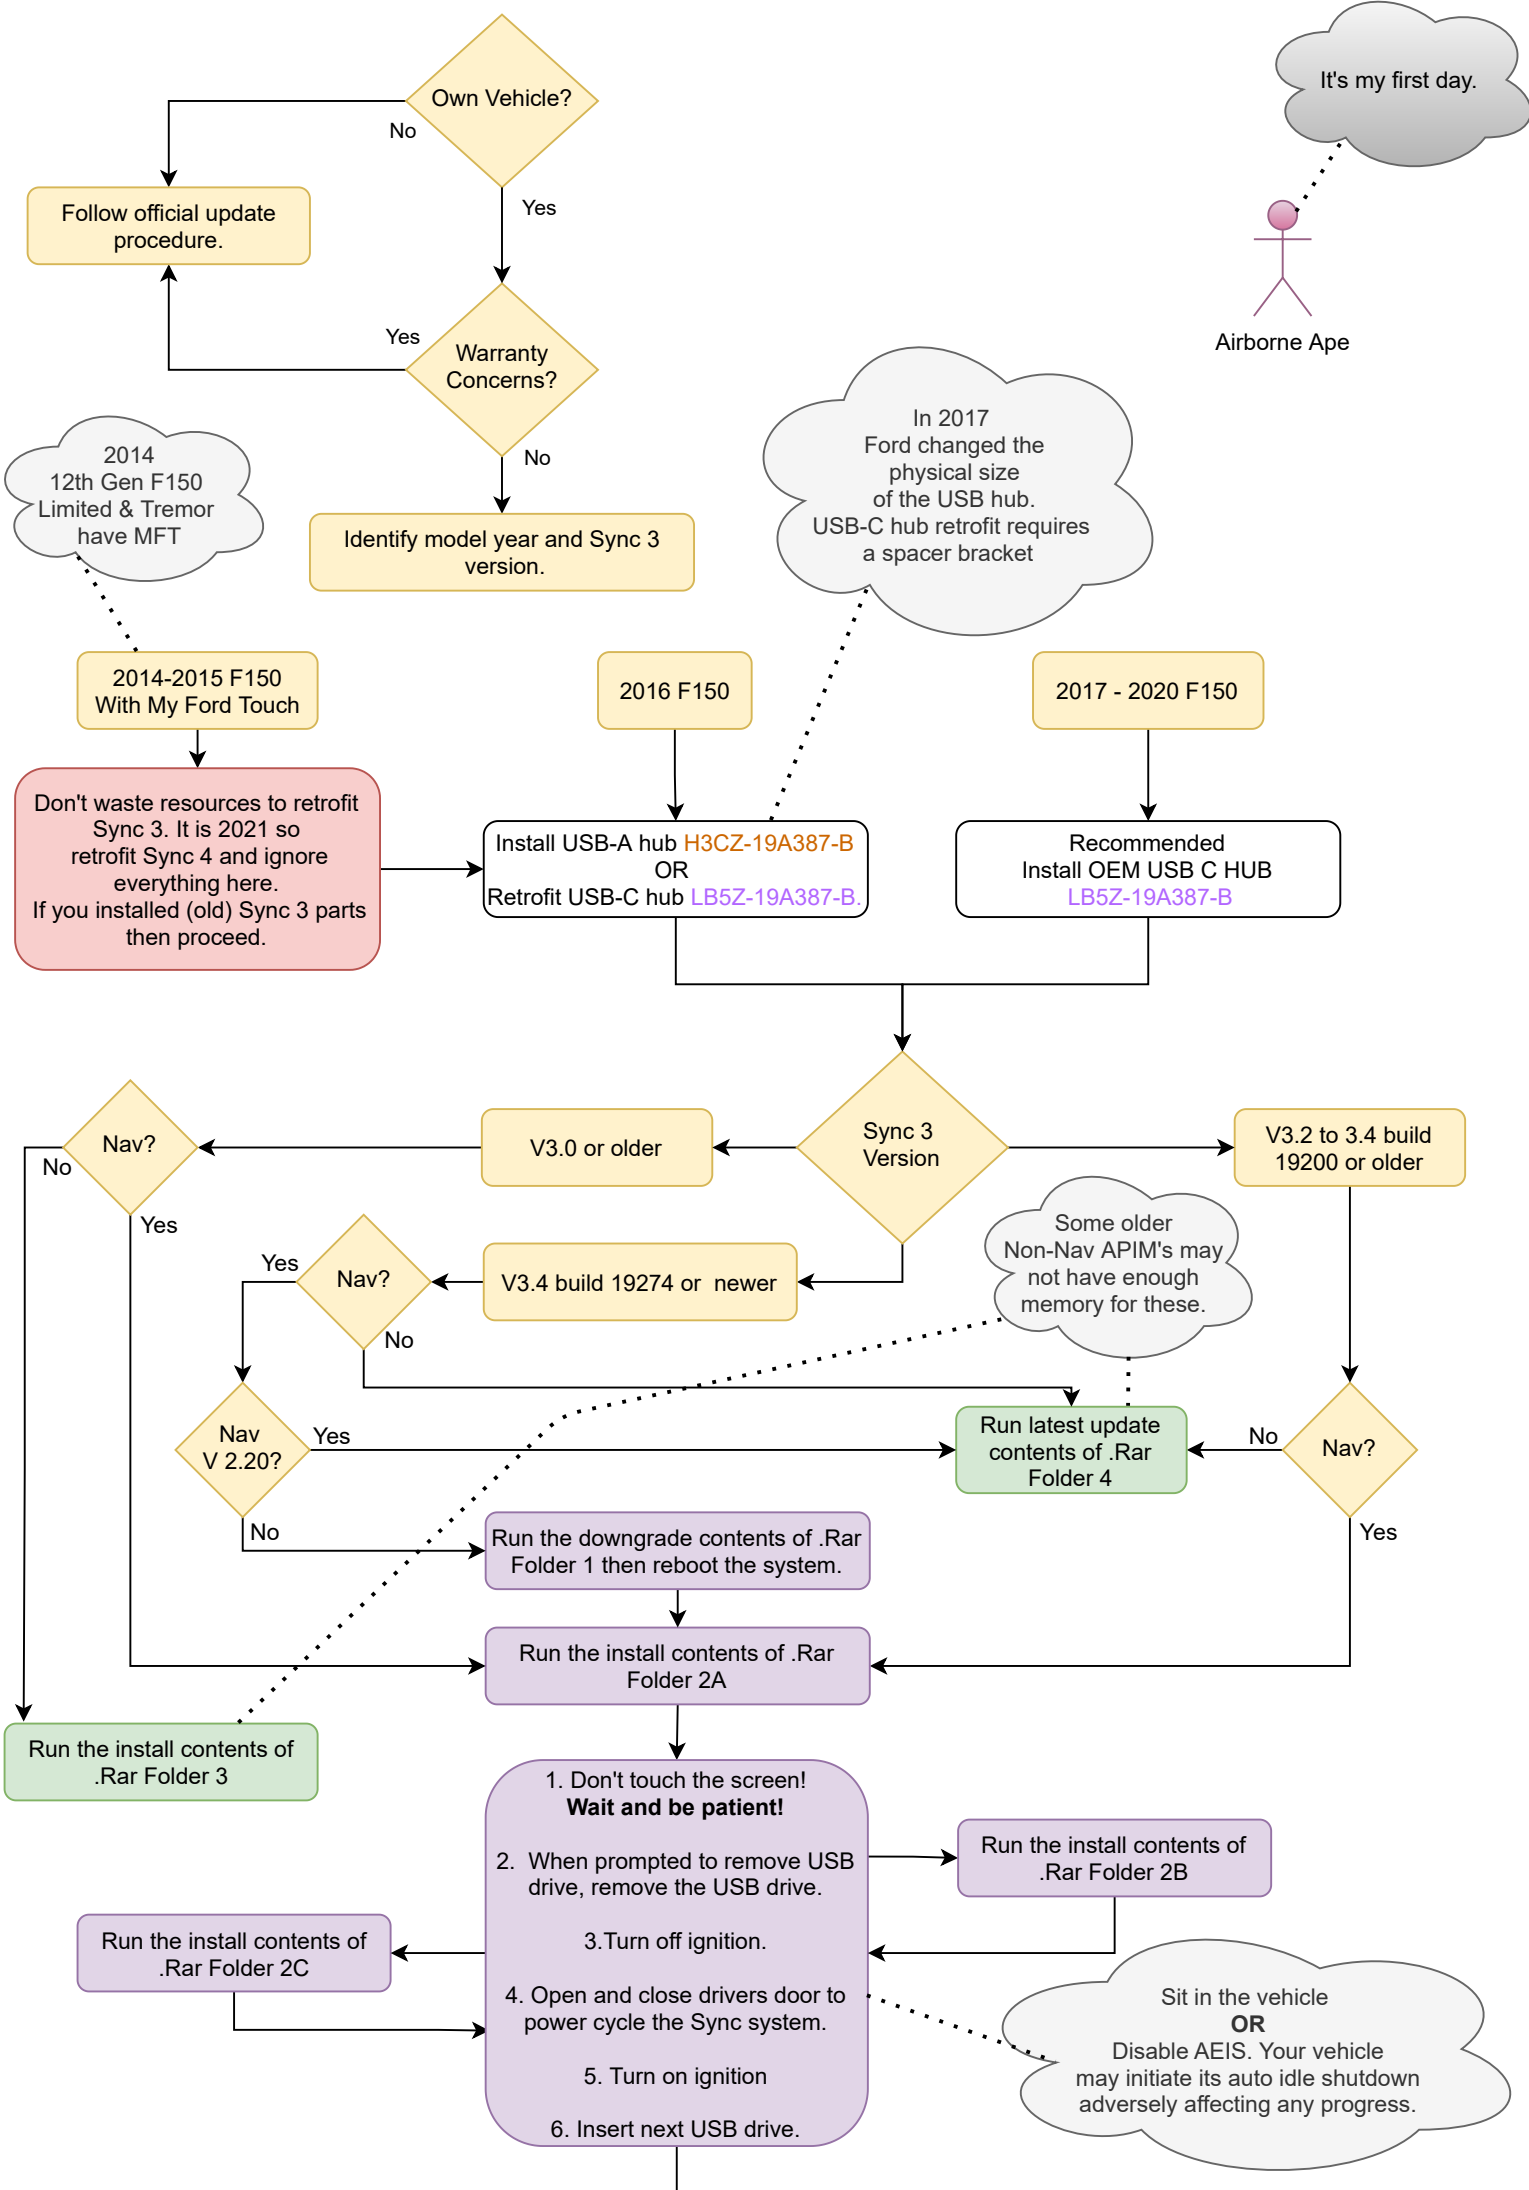 It's my first day.
Own Vehicle?
No
Yes
Follow official update
procedure.
Airborne Ape
Yes
Warranty
Concerns?
No
In 2017
Ford changed the
physical size
of the USB hub.
USB-C hub retrofit requires
a spacer bracket
2014
12th Gen F150
Limited & Tremor
have MFT
Identify model year and Sync 3
version.
2014-2015 F150
With My Ford Touch
2016 F150
2017 - 2020 F150
Don't waste resources to retrofit
Sync 3. It is 2021 so
retrofit Sync 4 and ignore
everything here.
If you installed (old) Sync 3 parts
then proceed.
Install USB-A hub H3CZ-19A387-B
OR
Retrofit USB-C hub LB5Z-19A387-B.
Recommended
Install OEM USB C HUB
LB5Z-19A387-B
Nav?
No
Yes
V3.0 or older
Sync 3
Version
V3.2 to 3.4 build
19200 or older
Some older
Non-Nav APIM's may
not have enough
memory for these.
Yes
Nav?
No
V3.4 build 19274 or  newer
Nav
V 2.20?
Yes
No
Run latest update
contents of .Rar
Folder 4
No
Nav?
Yes
Run the downgrade contents of .Rar
Folder 1 then reboot the system.
Run the install contents of .Rar
Folder 2A
Run the install contents of
.Rar Folder 3
1. Don't touch the screen!
Wait and be patient!
2.  When prompted to remove USB
drive, remove the USB drive.
3.Turn off ignition.
4. Open and close drivers door to
power cycle the Sync system.
5. Turn on ignition
6. Insert next USB drive.
Run the install contents of
.Rar Folder 2B
Run the install contents of
.Rar Folder 2C
Sit in the vehicle
OR
Disable AEIS. Your vehicle
may initiate its auto idle shutdown
adversely affecting any progress.